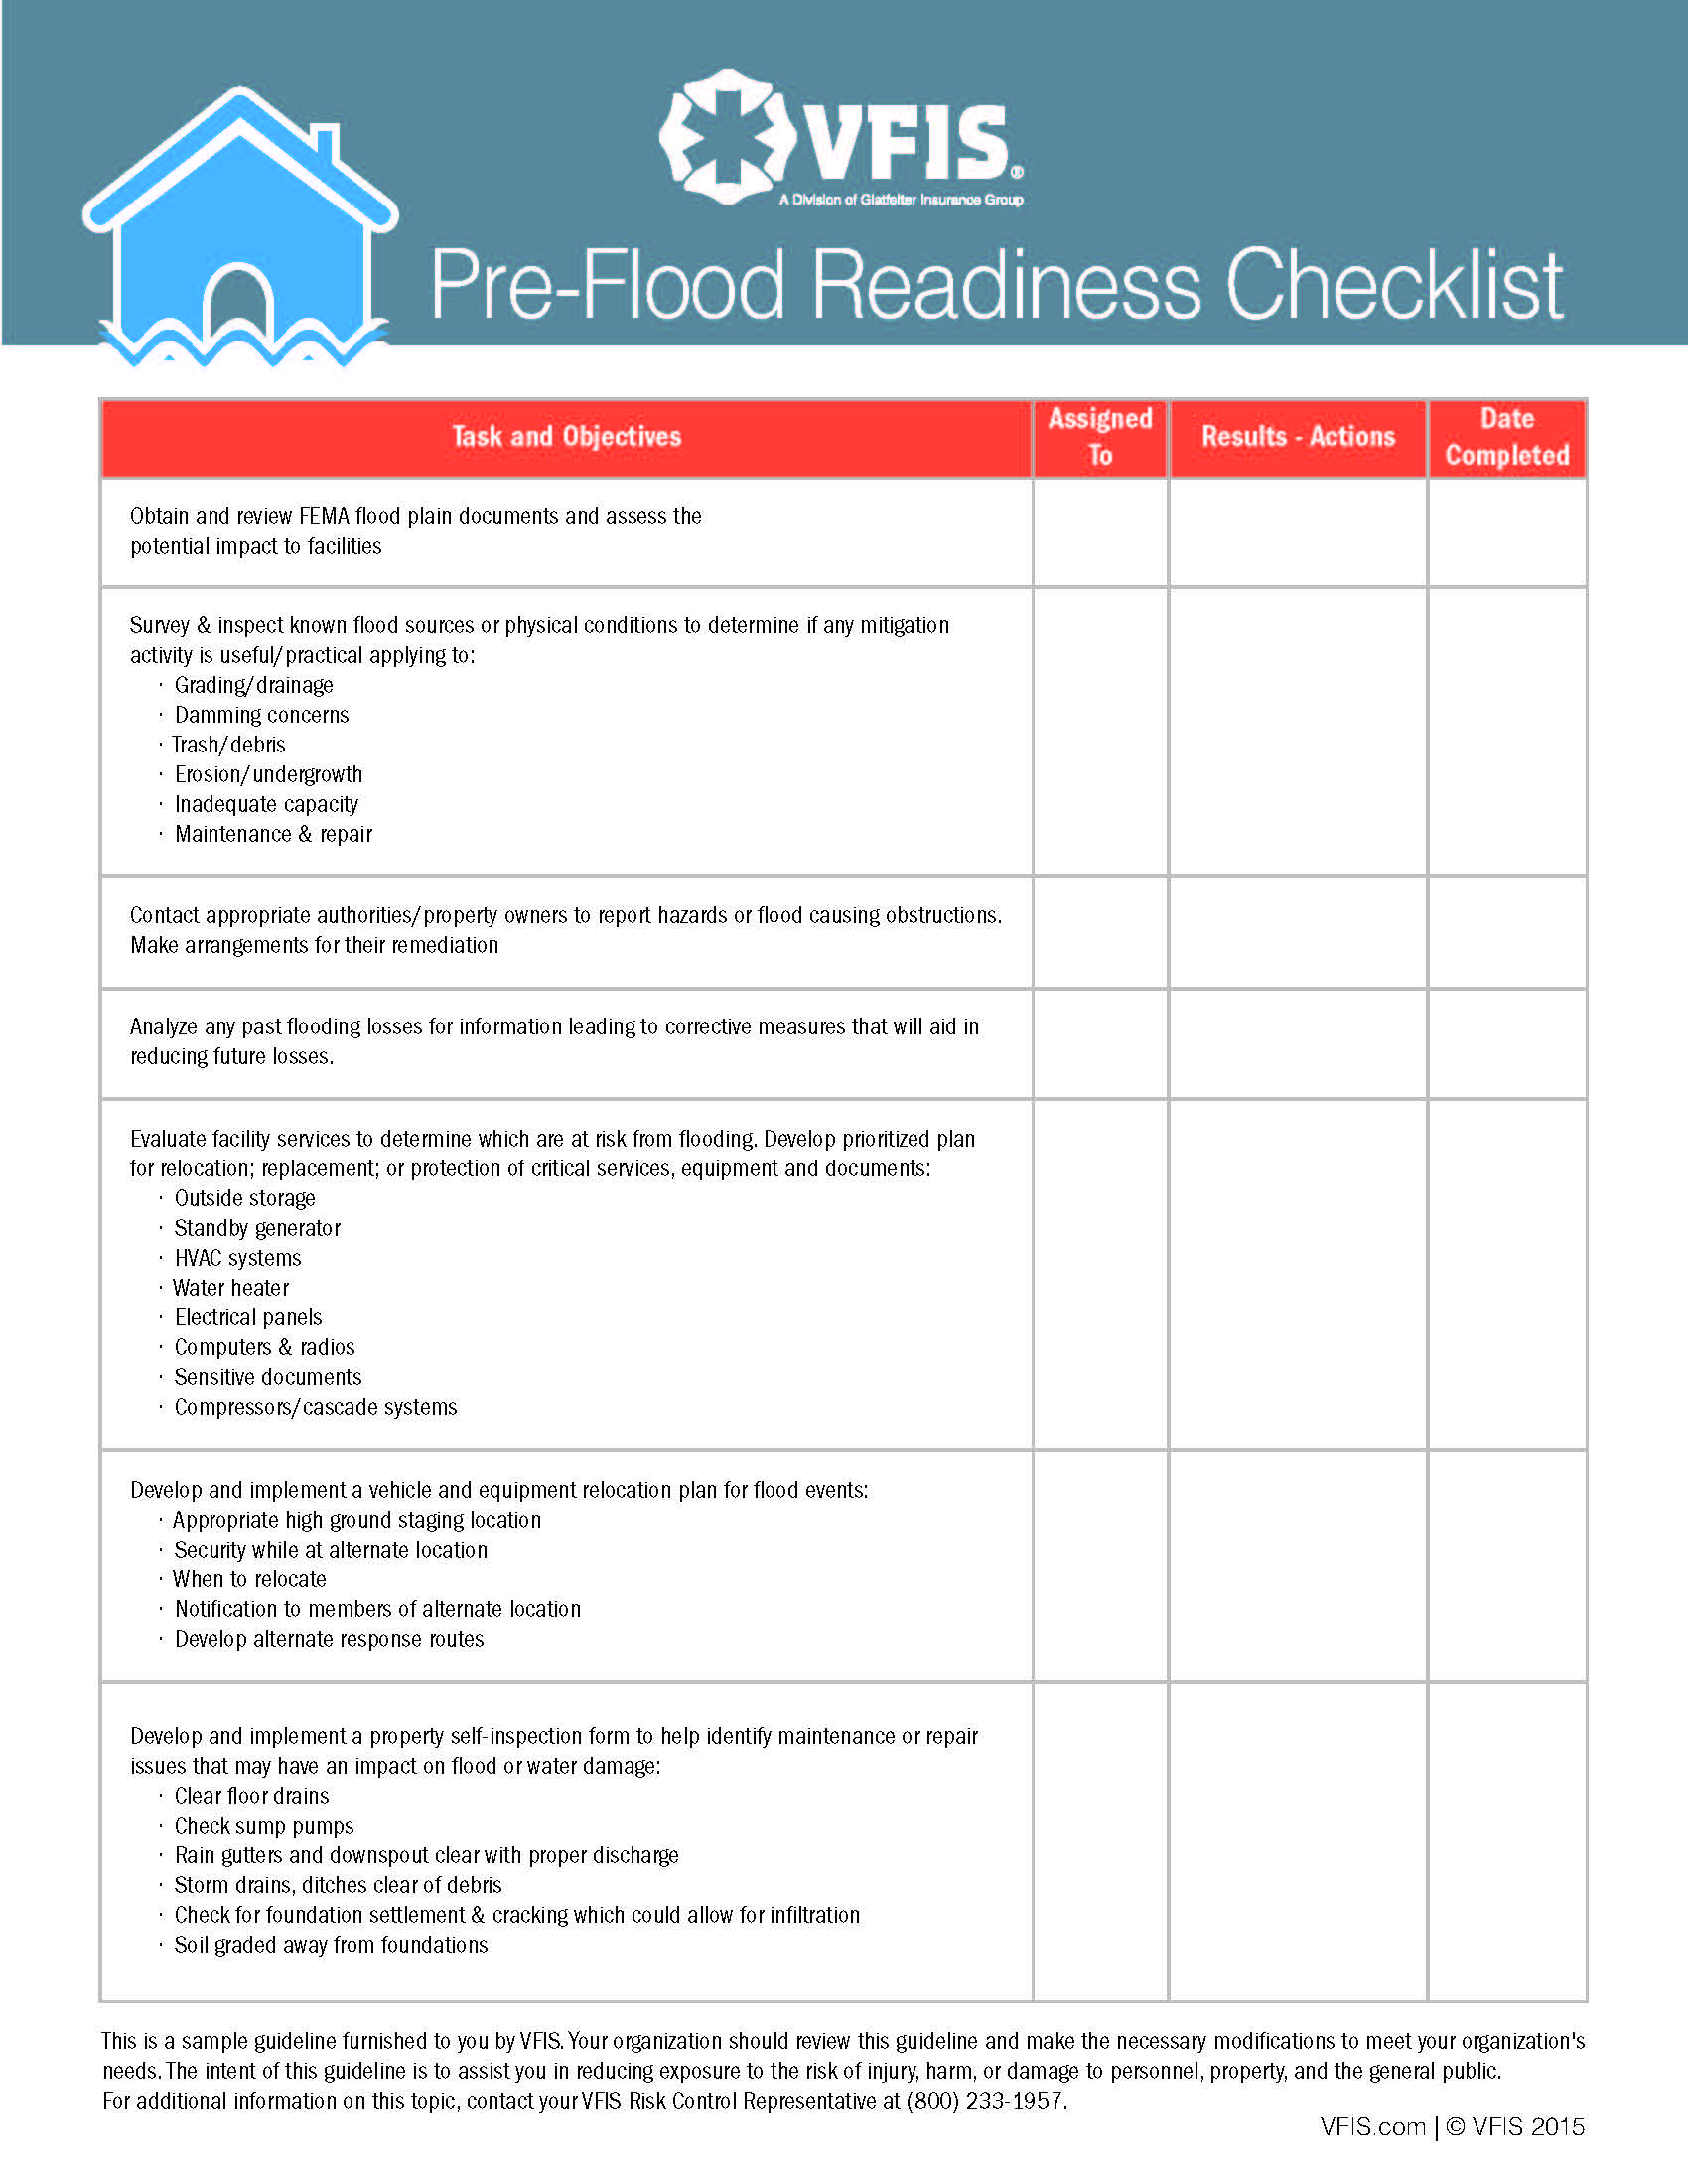 VFIS®
A Division of Glatfelter Insurance Group
Pre-Flood Readiness Checklist
Task and Objectives
Assigned
To
Results - Actions
Date
Completed
Obtain and review FEMA flood plain documents and assess the
potential impact to facilities
Survey & inspect known flood sources or physical conditions to determine if any mitigation
activity is useful/practical applying to:
· Grading/drainage
· Damming concerns
· Trash/debris
· Erosion/undergrowth
· Inadequate capacity
· Maintenance & repair
Contact appropriate authorities/property owners to report hazards or flood causing obstructions.
Make arrangements for their remediation
Analyze any past flooding losses for information leading to corrective measures that will aid in
reducing future losses.
Evaluate facility services to determine which are at risk from flooding. Develop prioritized plan
for relocation; replacement; or protection of critical services, equipment and documents:
· Outside storage
· Standby generator
· HVAC systems
· Water heater
· Electrical panels
· Computers & radios
· Sensitive documents
· Compressors/cascade systems
Develop and implement a vehicle and equipment relocation plan for flood events:
· Appropriate high ground staging location
· Security while at alternate location
· When to relocate
· Notification to members of alternate location
· Develop alternate response routes
Develop and implement a property self-inspection form to help identify maintenance or repair
issues that may have an impact on flood or water damage:
· Clear floor drains
· Check sump pumps
· Rain gutters and downspout clear with proper discharge
· Storm drains, ditches clear of debris
· Check for foundation settlement & cracking which could allow for infiltration
· Soil graded away from foundations
This is a sample guideline furnished to you by VFIS. Your organization should review this guideline and make the necessary modifications to meet your organization's
needs. The intent of this guideline is to assist you in reducing exposure to the risk of injury, harm, or damage to personnel, property, and the general public.
For additional information on this topic, contact your VFIS Risk Control Representative at (800) 233-1957.
VFIS.com | © VFIS 2015